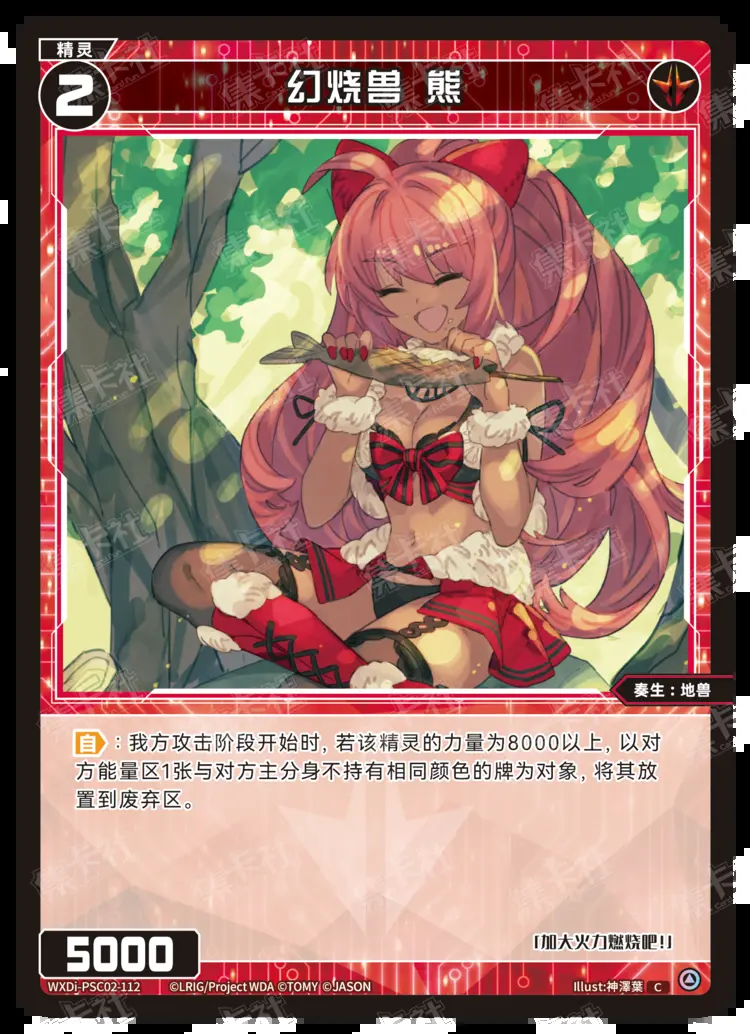 精灵
2
幻烧兽 熊
奏生：地兽
自：我方攻击阶段开始时, 若该精灵的力量为8000以上, 以对
方能量区1张与对方主分身不持有相同颜色的牌为对象, 将其放
置到废弃区。
「加大火力燃烧吧!」
5000
WXDi-PSC02-112 ©LRIG/Project WDA ©TOMY ©JASON Illust:神澤葉 C
集卡社